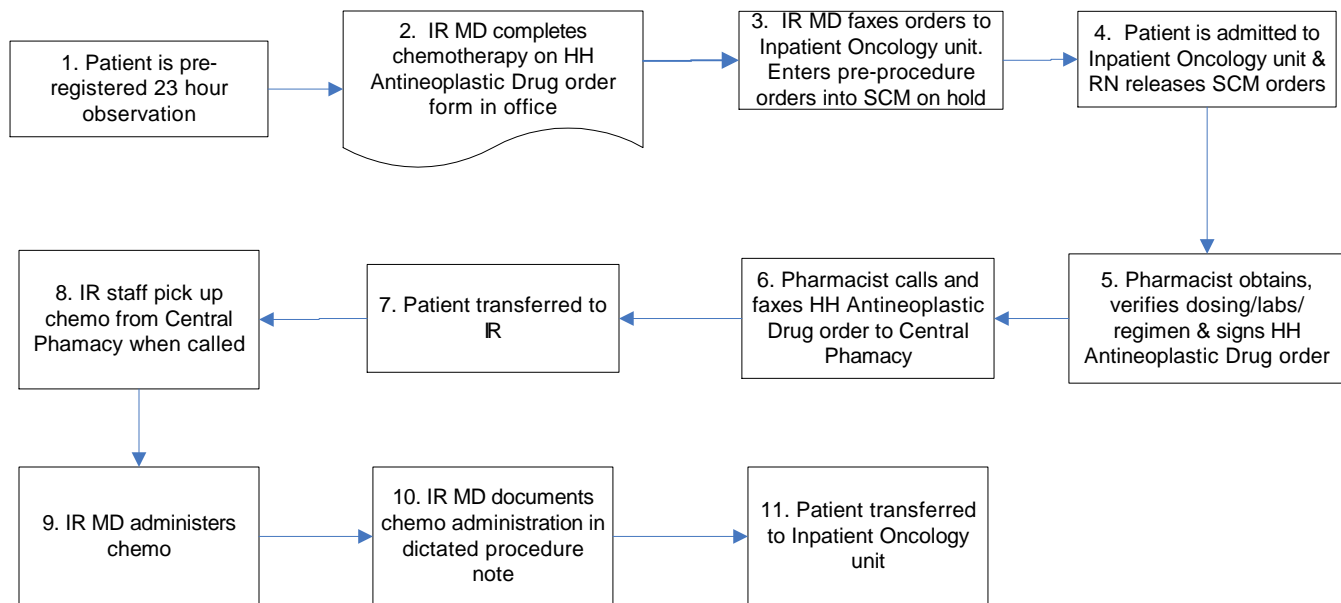 1. Patient is pre-
registered 23 hour
observation
2. IR MD completes
chemotherapy on HH
Antineoplastic Drug order
form in office
3. IR MD faxes orders to
Inpatient Oncology unit.
Enters pre-procedure
orders into SCM on hold
4. Patient is admitted to
Inpatient Oncology unit &
RN releases SCM orders
5. Pharmacist obtains,
verifies dosing/labs/
regimen & signs HH
Antineoplastic Drug order
6. Pharmacist calls and
faxes HH Antineoplastic
Drug order to Central
Phamacy
7. Patient transferred to
IR
8. IR staff pick up
chemo from Central
Phamacy when called
9. IR MD administers
chemo
10. IR MD documents
chemo administration in
dictated procedure
note
11. Patient transferred
to Inpatient Oncology
unit